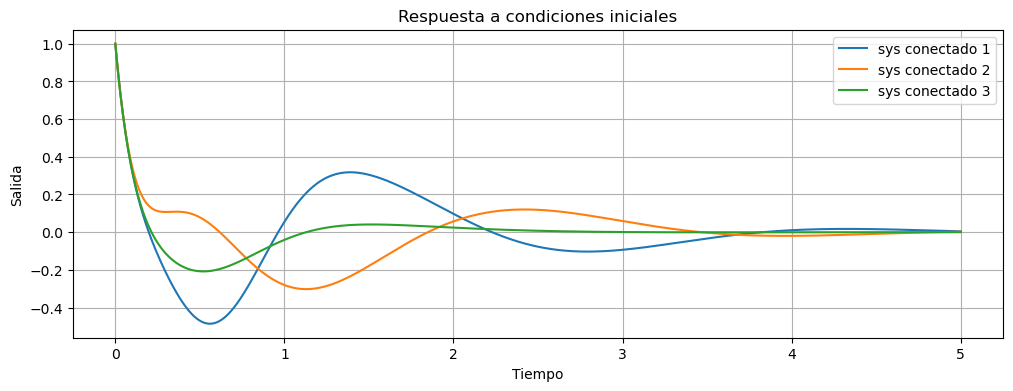 Respuesta a condiciones iniciales
sys conectado 1
sys conectado 2
sys conectado 3
Salida
1.0
0.8
0.6
0.4
0.2
0.0
−0.2
−0.4
0 1 2 3 4 5
Tiempo